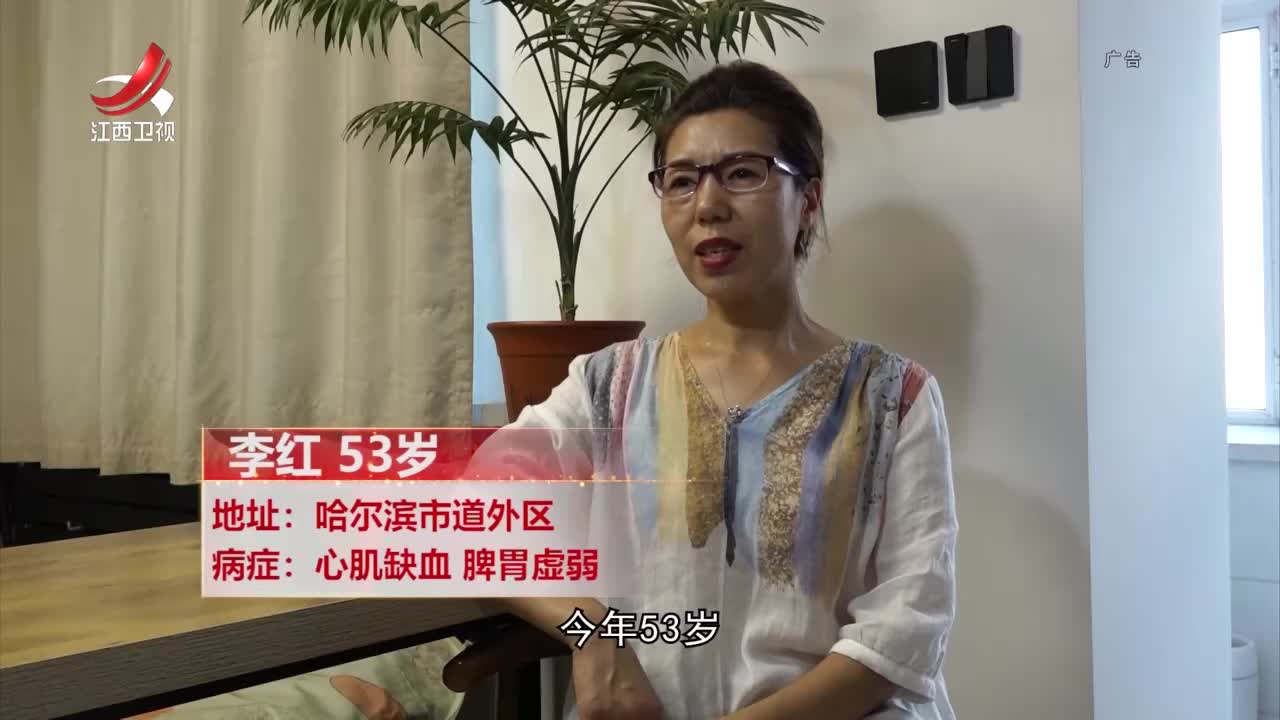 江西卫视
广告
李红 53岁
地址：哈尔滨市道外区
病症：心肌缺血 脾胃虚弱
今年53岁